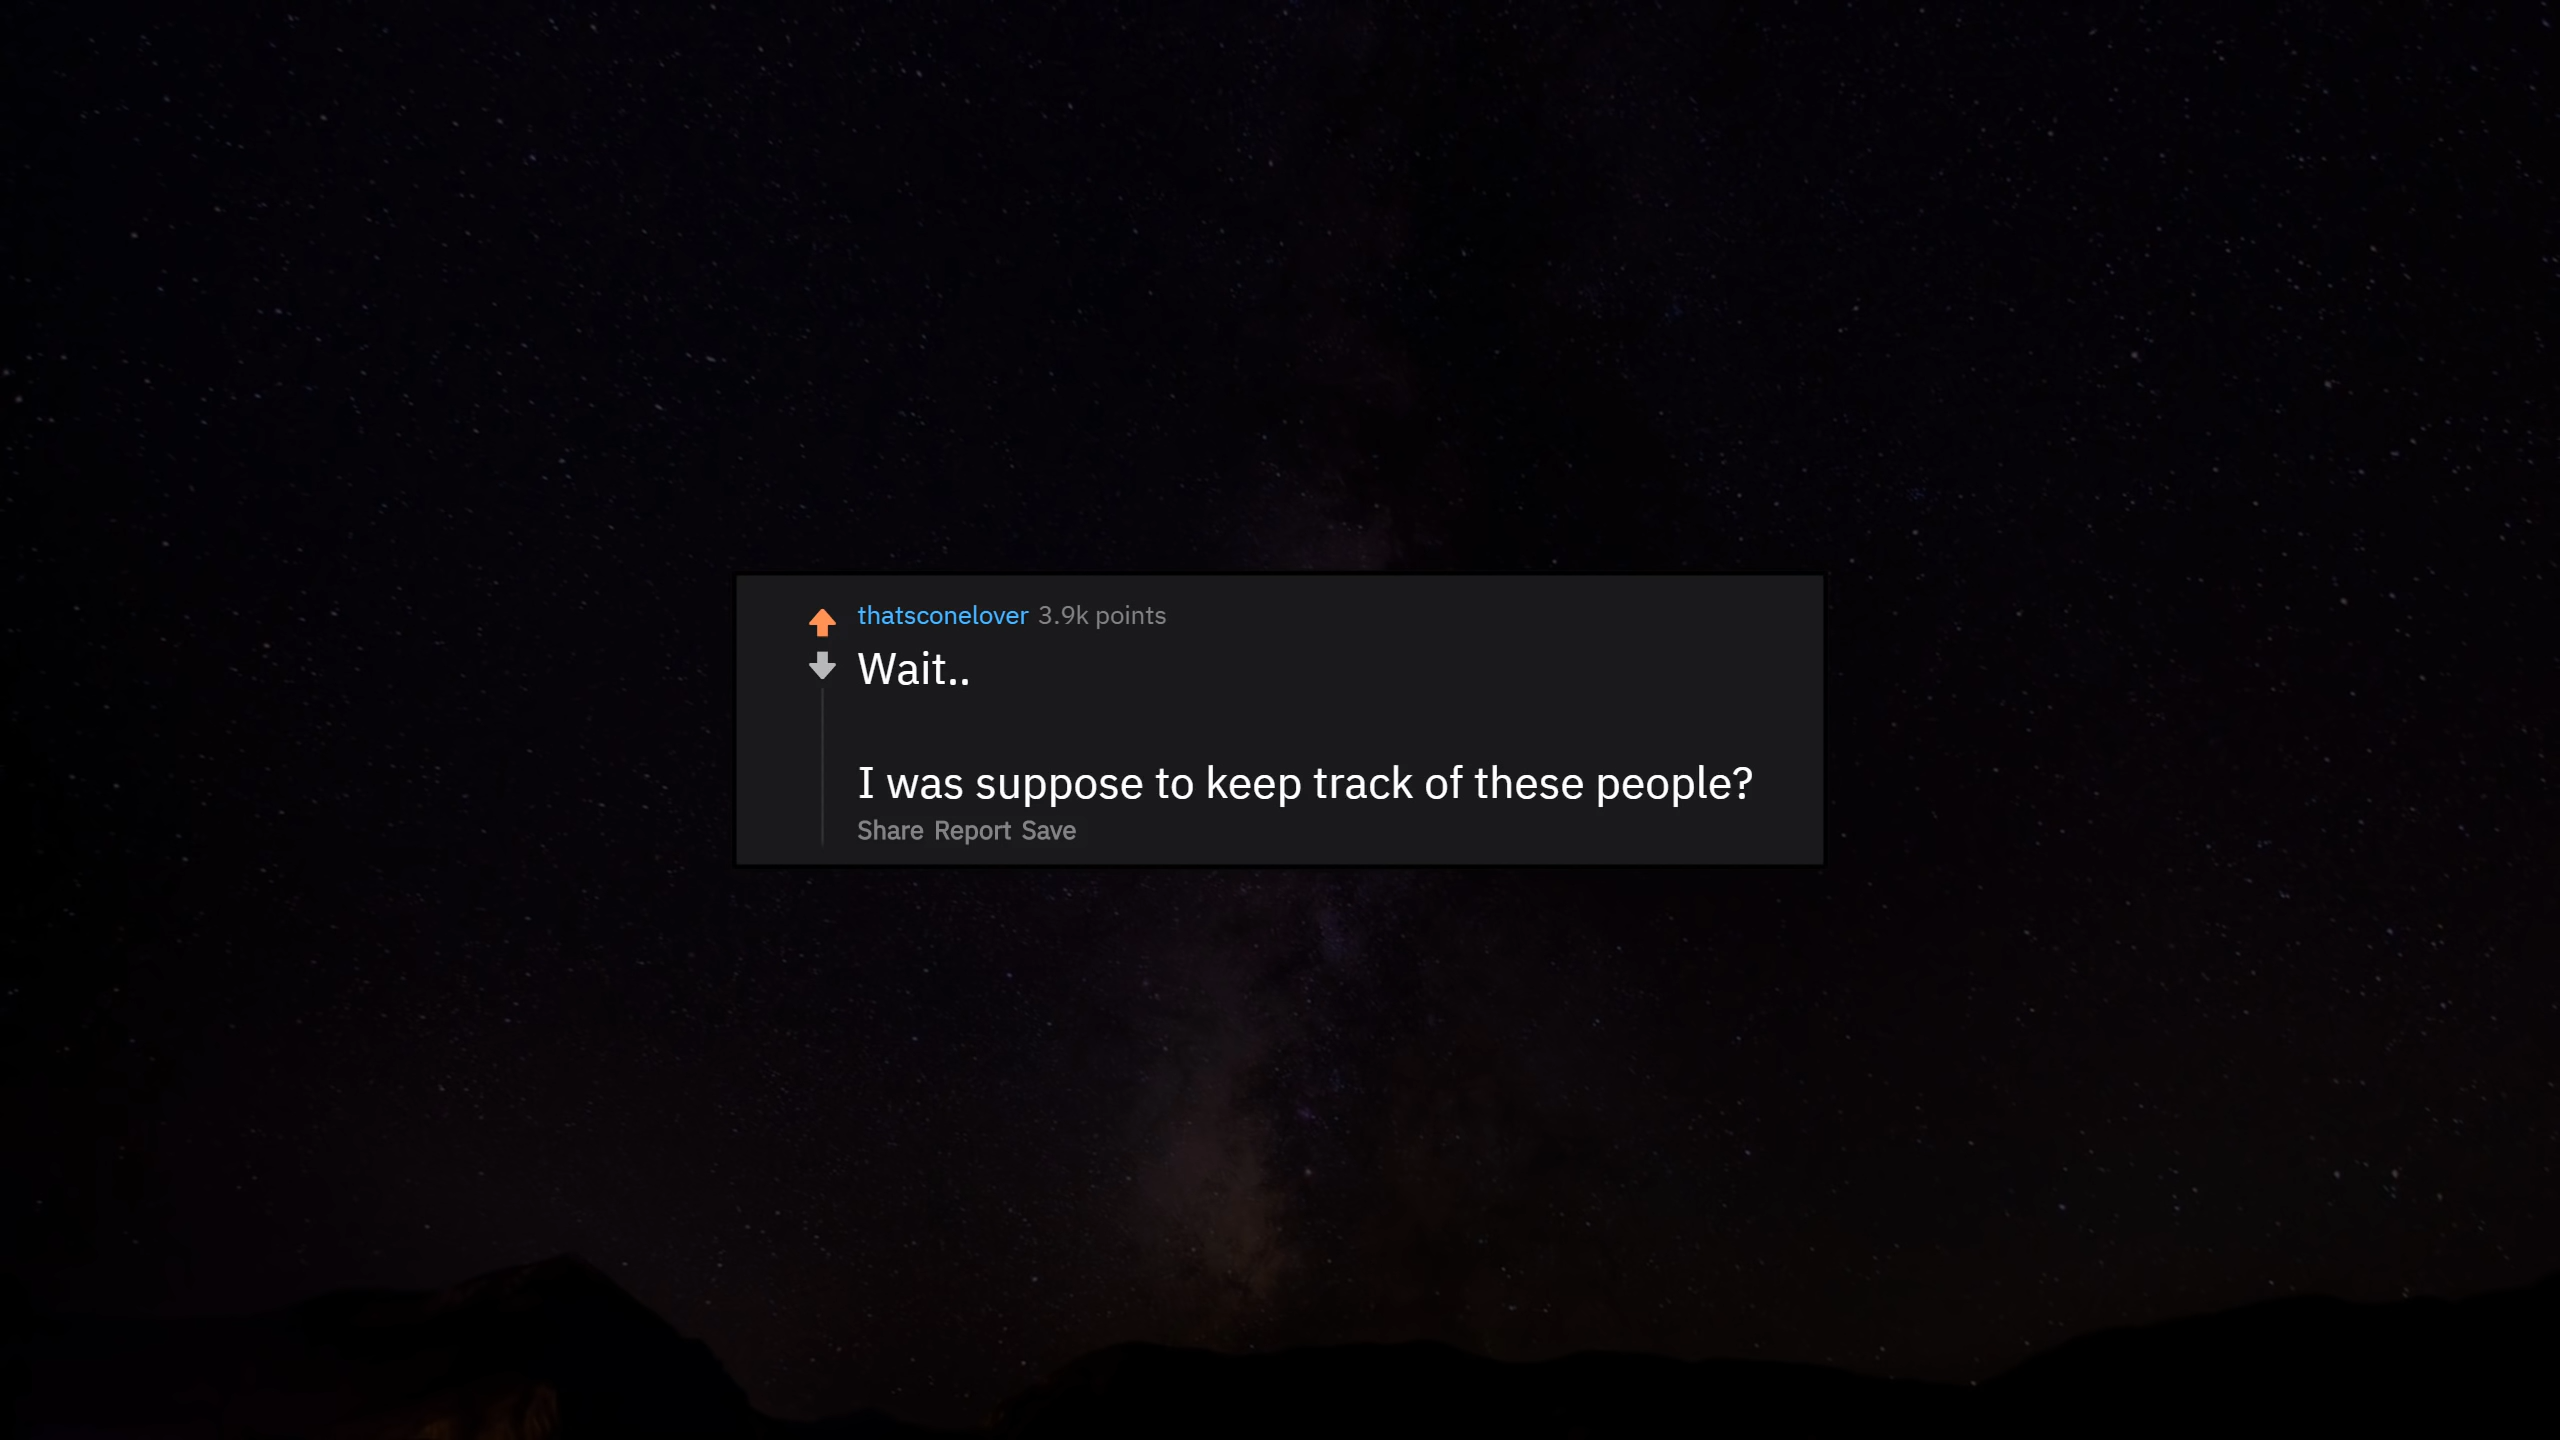 thatsconelover 3.9k points
Wait..
I was suppose to keep track of these people?
Share Report Save